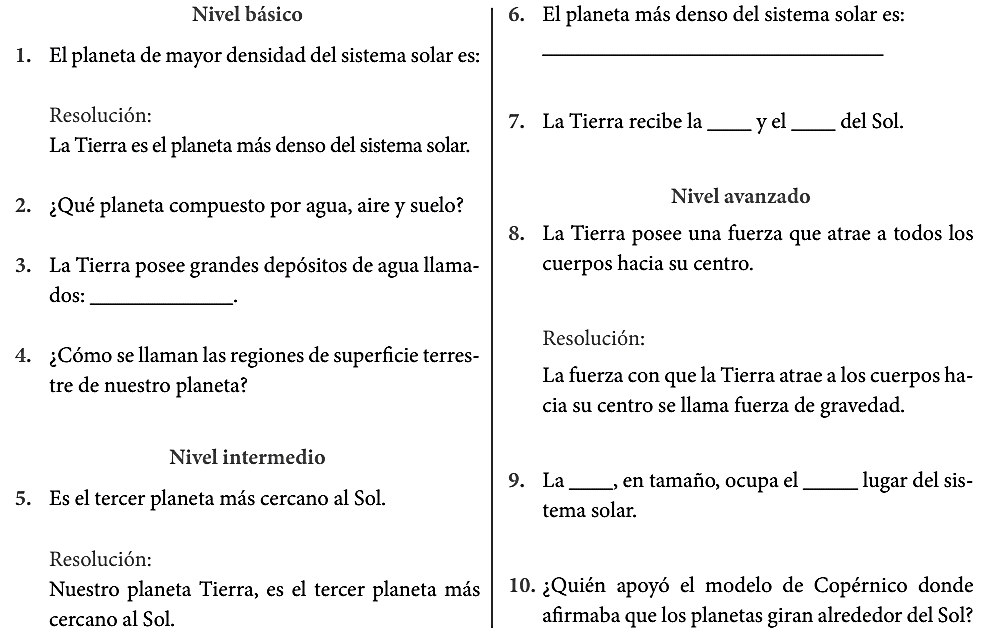 Nivel básico
1. El planeta de mayor densidad del sistema solar es:
Resolución:
La Tierra es el planeta más denso del sistema solar.
2. ¿Qué planeta compuesto por agua, aire y suelo?
3. La Tierra posee grandes depósitos de agua llama-
dos: ______________.
4. ¿Cómo se llaman las regiones de superficie terres-
tre de nuestro planeta?
Nivel intermedio
5. Es el tercer planeta más cercano al Sol.
Resolución:
Nuestro planeta Tierra, es el tercer planeta más
cercano al Sol.
6. El planeta más denso del sistema solar es:
__________________________________
7. La Tierra recibe la ____ y el ____ del Sol.
Nivel avanzado
8. La Tierra posee una fuerza que atrae a todos los
cuerpos hacia su centro.
Resolución:
La fuerza con que la Tierra atrae a los cuerpos ha-
cia su centro se llama fuerza de gravedad.
9. La ____, en tamaño, ocupa el _____ lugar del sis-
tema solar.
10. ¿Quién apoyó el modelo de Copérnico donde
afirmaba que los planetas giran alrededor del Sol?